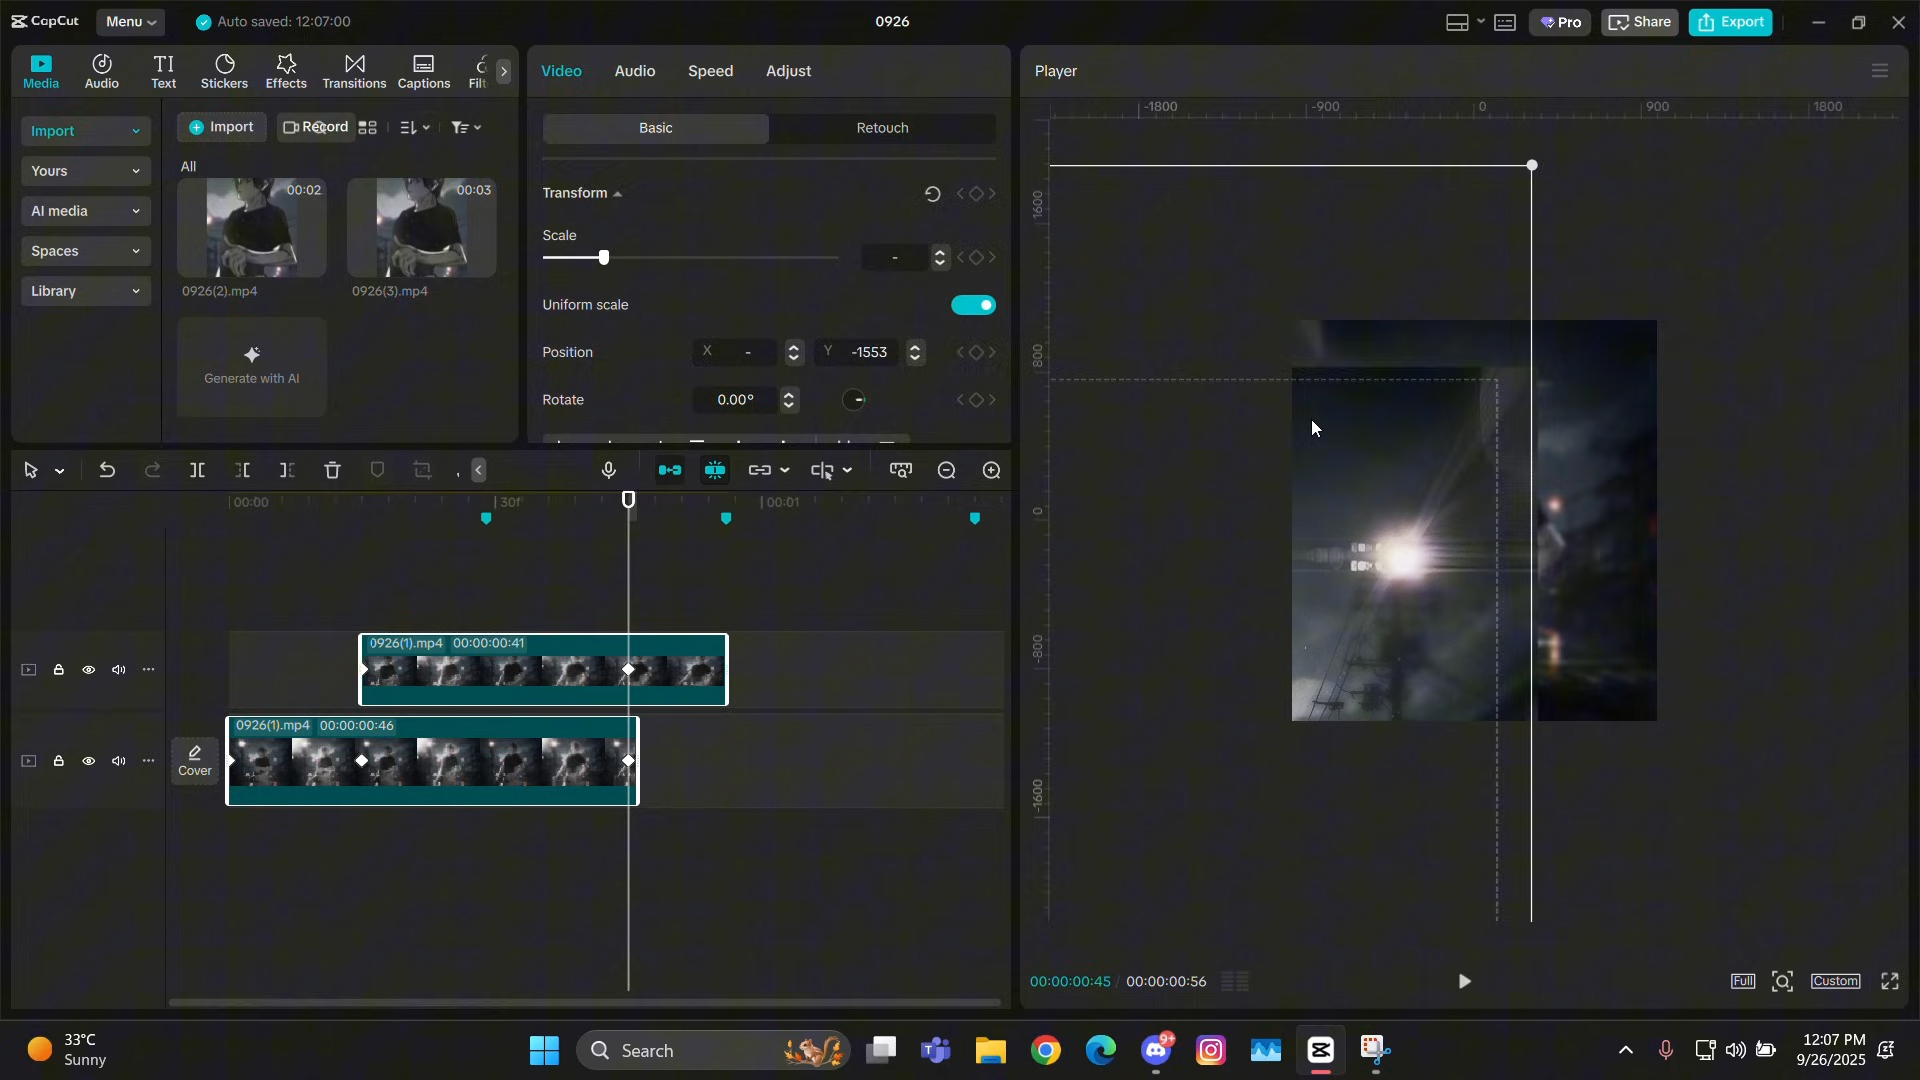 CapCut
Menu
Auto saved: 12:07:00
0926
Pro
Share
Export
Media
Audio
Text
Stickers
Effects
Transitions
Captions
Filt
Import
Yours
AI media
Spaces
Library
Import
Record
All
00:02
00:03
0926(2).mp4
0926(3).mp4
Generate with AI
Video
Audio
Speed
Adjust
Basic
Retouch
Transform
Scale
-
Uniform scale
Position
X -
Y -1553
Rotate
0.00°
Player
-1800
-900
0
900
1800
1600
800
0
-800
-1600
00:00
30f
00:01
0926(1).mp4 00:00:00:41
0926(1).mp4 00:00:00:46
Cover
00:00:00:45 / 00:00:00:56
Full
Custom
33°C
Sunny
Search
9+
12:07 PM
9/26/2025